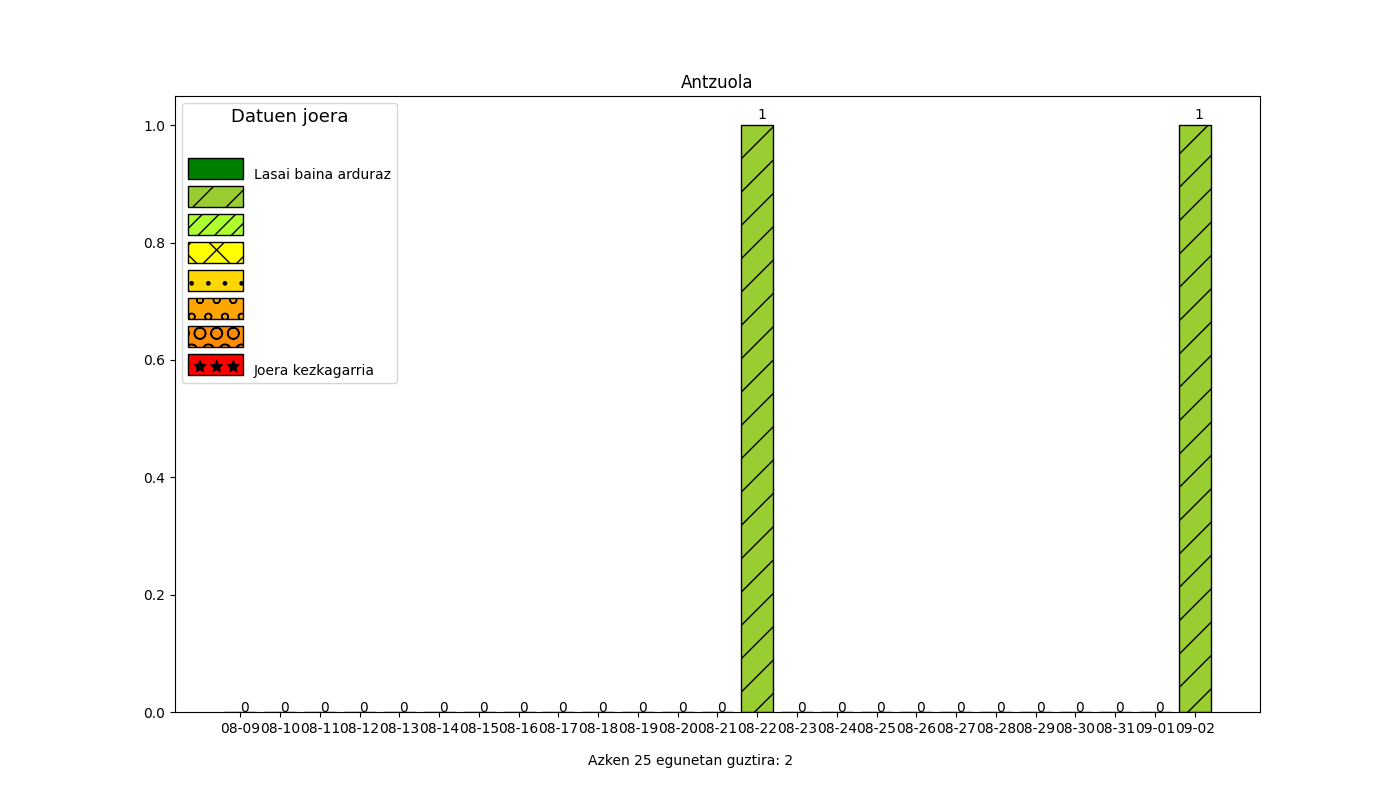 Antzuola
Datuen joera
Lasai baina arduraz
Joera kezkagarria
1 1
1.0
0.8
0.6
0.4
0.2
0.0
0 0 0 0 0 0 0 0 0 0 0 0 0 0 0 0 0 0 0 0 0 0 0
08-09 08-10 08-11 08-12 08-13 08-14 08-15 08-16 08-17 08-18 08-19 08-20 08-21 08-22 08-23 08-24 08-25 08-26 08-27 08-28 08-29 08-30 08-31 09-01 09-02
Azken 25 egunetan guztira: 2